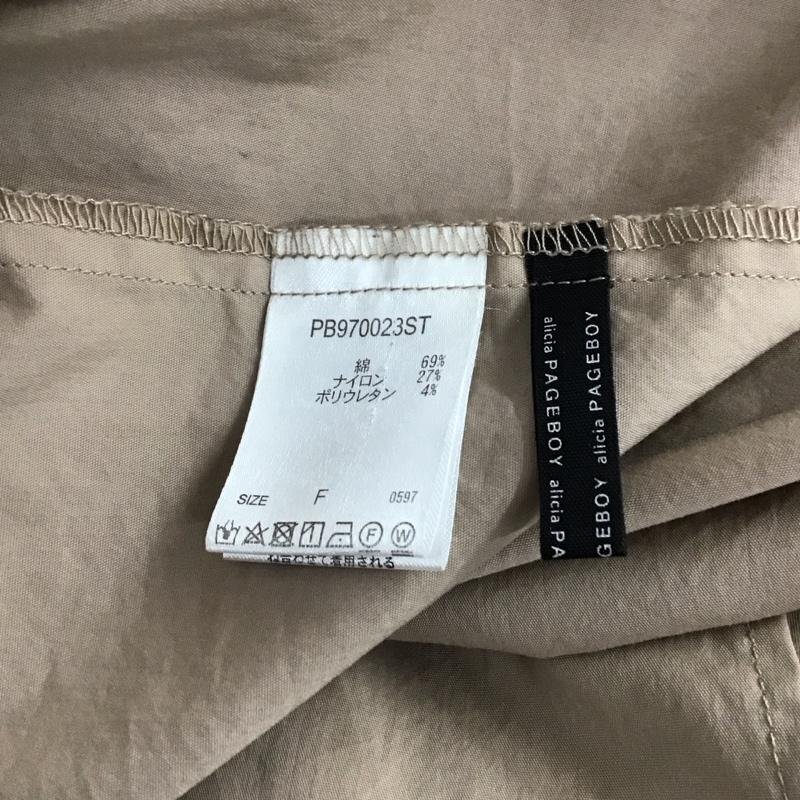 PB970023ST
綿 69%
ナイロン 27%
ポリウレタン 4%
SIZE F 0597
F W
alicia PAGEBOY alicia PA
GEBOY alicia PAGEBOY